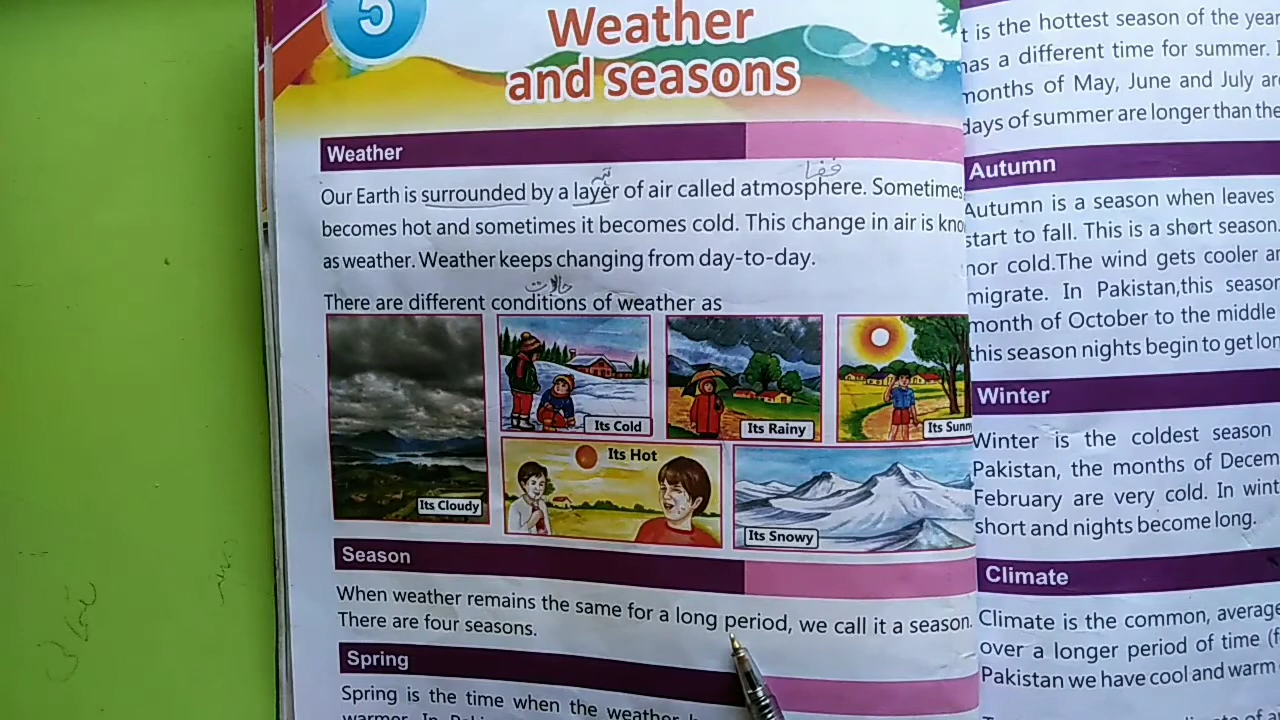 5
Weather
and seasons
Weather
فضا
Our Earth is surrounded by a layer of air called atmosphere. Sometimes
becomes hot and sometimes it becomes cold. This change in air is kno
as weather. Weather keeps changing from day-to-day.
حالات
There are different conditions of weather as
Its Cloudy
Its Cold
Its Rainy
Its Sunn
Its Hot
Its Snowy
Season
When weather remains the same for a long period, we call it a season.
There are four seasons.
Spring
Spring is the time when the weather
warmer. In
t is the hottest season of the year
has a different time for summer.
months of May, June and July ar
days of summer are longer than the
Autumn
Autumn is a season when leaves
start to fall. This is a short season.
nor cold.The wind gets cooler an
migrate. In Pakistan,this season
month of October to the middle
this season nights begin to get lon
Winter
Winter is the coldest season
Pakistan, the months of Decem
February are very cold. In wint
short and nights become long.
Climate
Climate is the common, average
over a longer period of time (f
Pakistan we have cool and warm